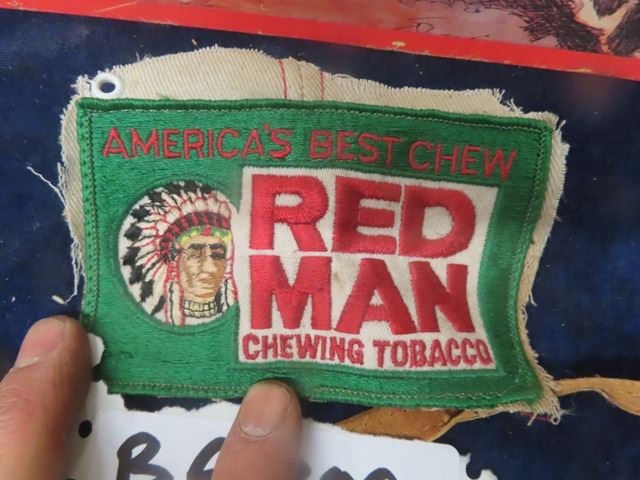 AMERICA'S BEST CHEW
RED
MAN
CHEWING TOBACCO